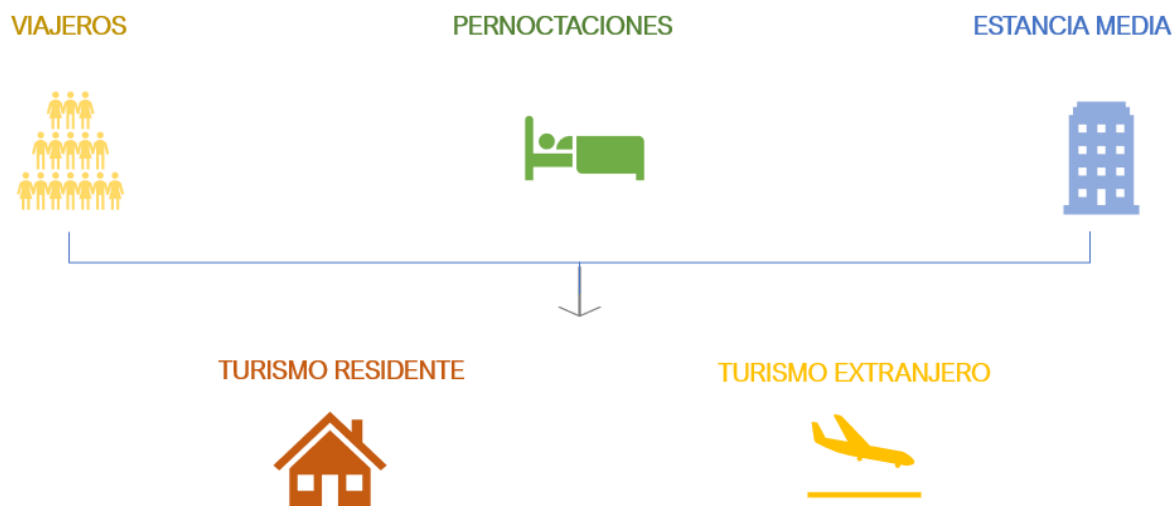 VIAJEROS
PERNOCTACIONES
ESTANCIA MEDIA
TURISMO RESIDENTE
TURISMO EXTRANJERO